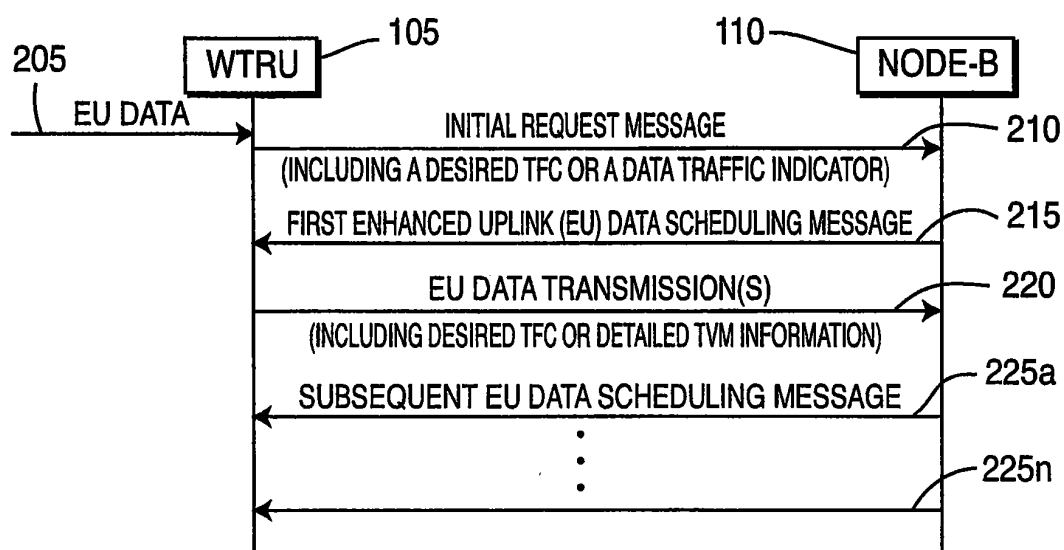 WTRU
105
110
NODE-B
205
EU DATA
INITIAL REQUEST MESSAGE
210
(INCLUDING A DESIRED TFC OR A DATA TRAFFIC INDICATOR)
FIRST ENHANCED UPLINK (EU) DATA SCHEDULING MESSAGE
215
EU DATA TRANSMISSION(S)
220
(INCLUDING DESIRED TFC OR DETAILED TVM INFORMATION)
225a
SUBSEQUENT EU DATA SCHEDULING MESSAGE
225n